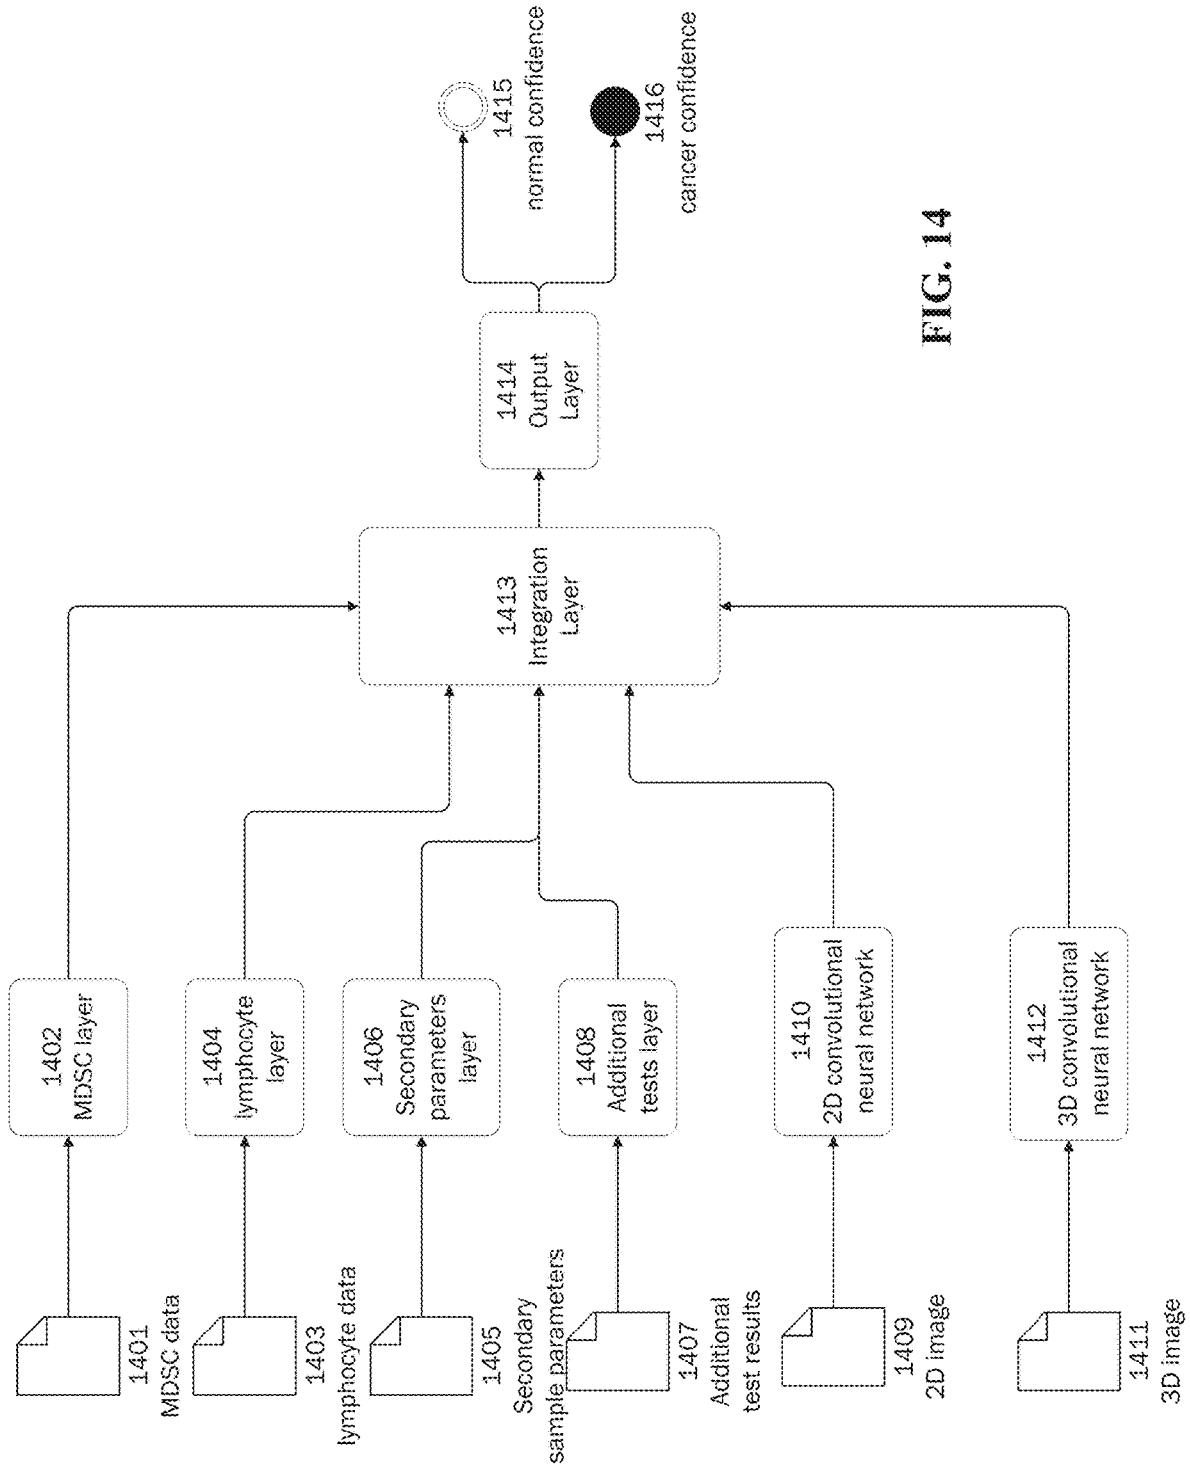 1401
MDSC data
1402
MDSC layer
1403
lymphocyte data
1404
lymphocyte
layer
1405
Secondary
sample parameters
1406
Secondary
parameters
layer
1407
Additional
test results
1408
Additional
tests layer
1409
2D image
1410
2D convolutional
neural network
1411
3D image
1412
3D convolutional
neural network
1413
Integration
Layer
1414
Output
Layer
1415
normal confidence
1416
cancer confidence
FIG. 14